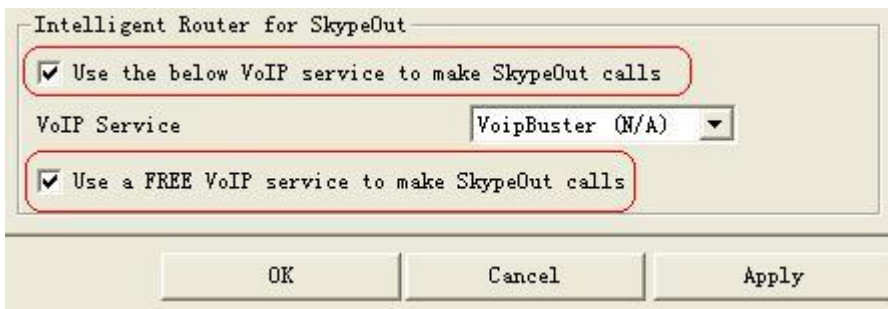 Intelligent Router for SkypeOut
Use the below VoIP service to make SkypeOut calls
VoIP Service
VoipBuster (N/A)
Use a FREE VoIP service to make SkypeOut calls
OK
Cancel
Apply